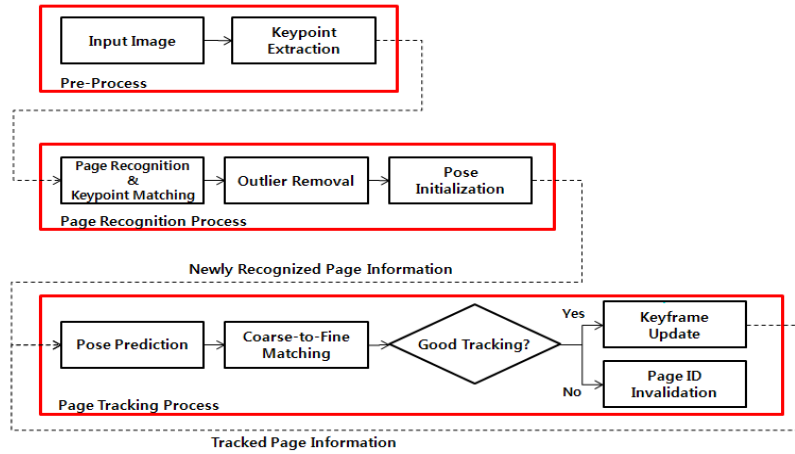 Input Image
Keypoint
Extraction
Pre-Process
Page Recognition
&
Keypoint Matching
Outlier Removal
Pose
Initialization
Page Recognition Process
Newly Recognized Page Information
Pose Prediction
Coarse-to-Fine
Matching
Good Tracking?
Yes
Keyframe
Update
No
Page ID
Invalidation
Page Tracking Process
Tracked Page Information